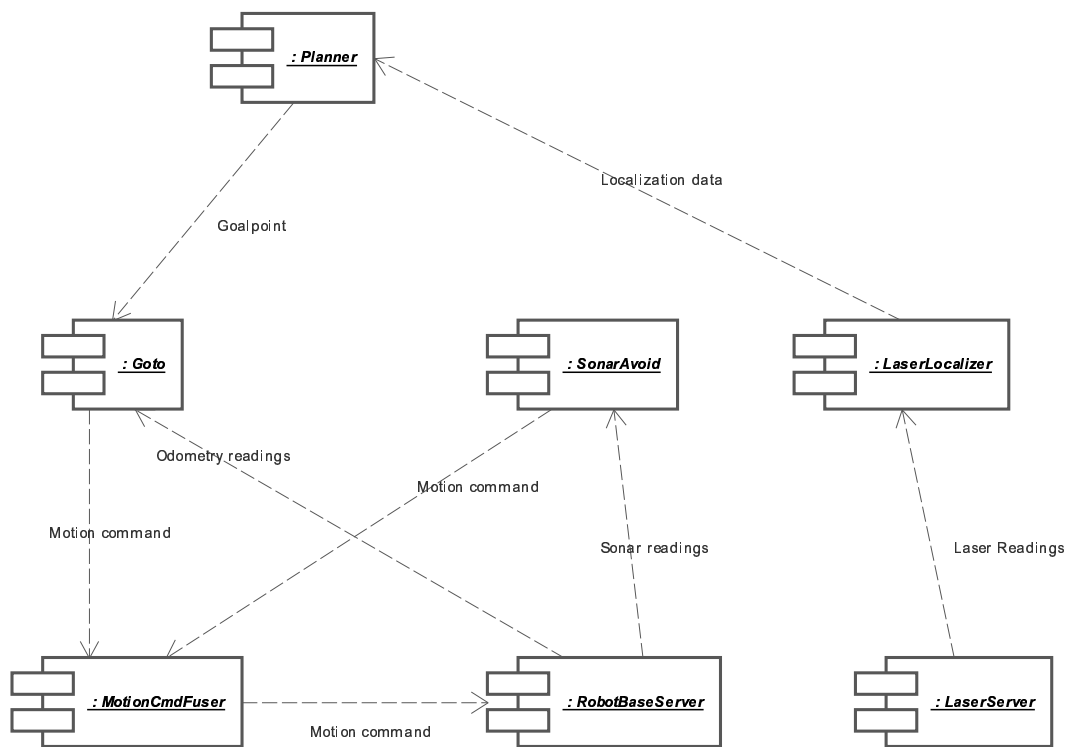 : Planner
Localization data
Goalpoint
: Goto
: SonarAvoid
: LaserLocalizer
Odometry readings
Motion command
Motion command
Sonar readings
Laser Readings
: MotionCmdFuser
: RobotBaseServer
: LaserServer
Motion command